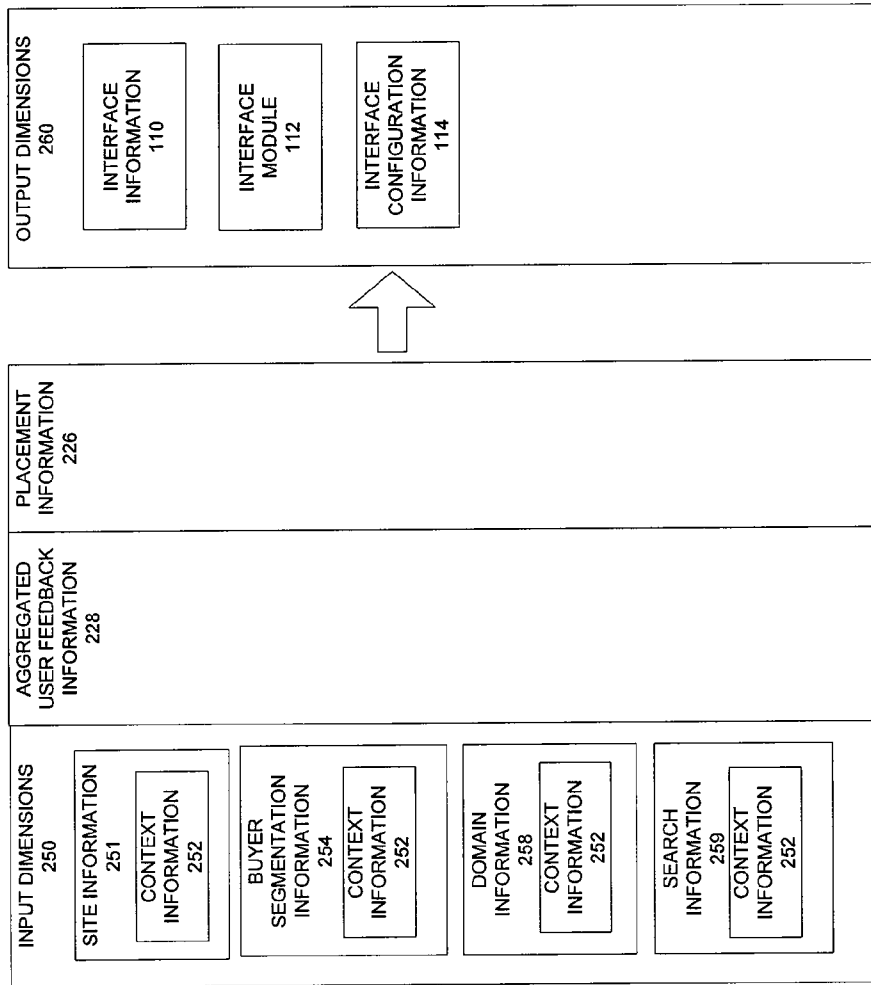 INPUT DIMENSIONS
250
SITE INFORMATION
251
CONTEXT
INFORMATION
252
BUYER
SEGMENTATION
INFORMATION
254
CONTEXT
INFORMATION
252
DOMAIN
INFORMATION
258
CONTEXT
INFORMATION
252
SEARCH
INFORMATION
259
CONTEXT
INFORMATION
252
AGGREGATED
USER FEEDBACK
INFORMATION
228
PLACEMENT
INFORMATION
226
OUTPUT DIMENSIONS
260
INTERFACE
INFORMATION
110
INTERFACE
MODULE
112
INTERFACE
CONFIGURATION
INFORMATION
114